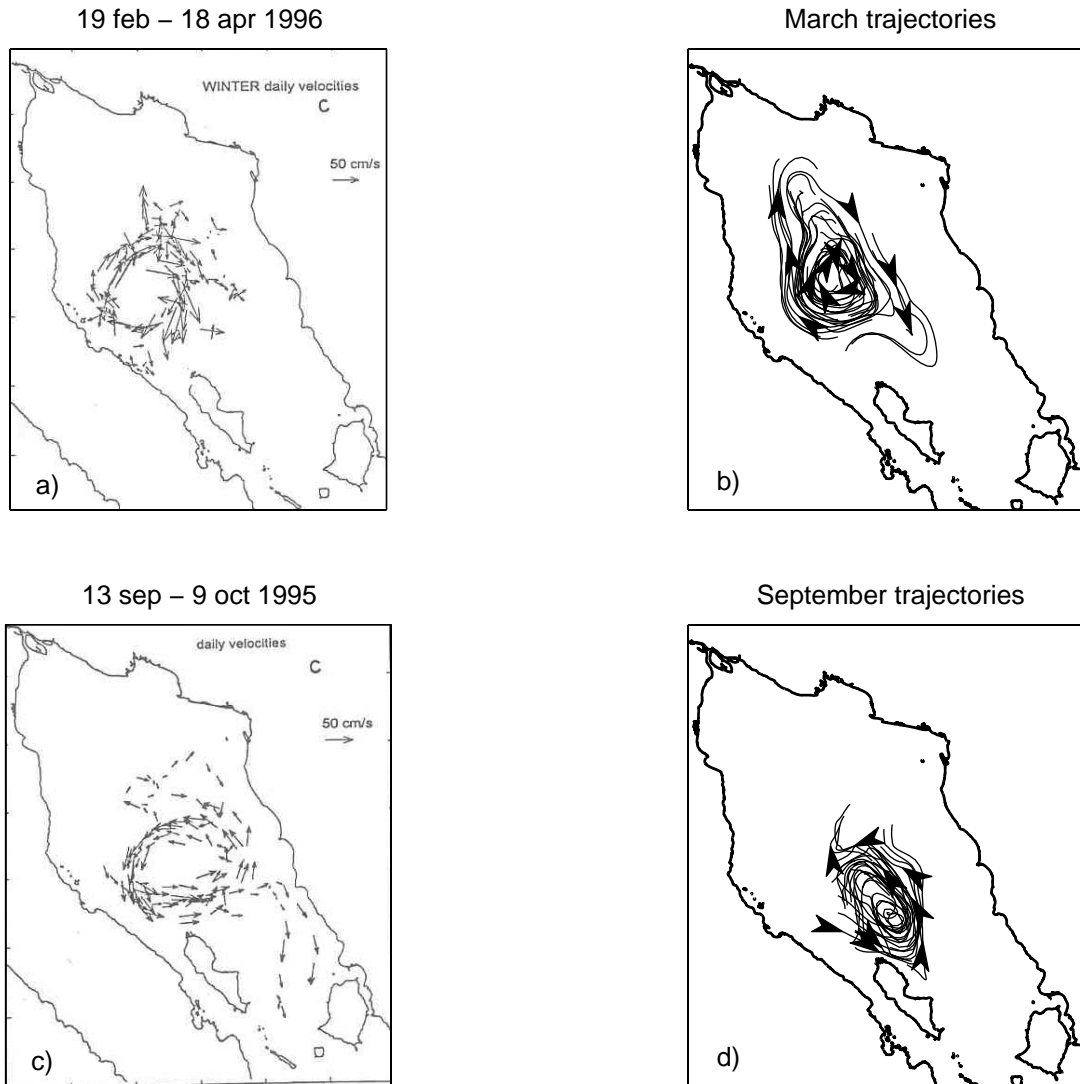 19 feb – 18 apr 1996
WINTER daily velocities
C
50 cm/s
a)
March trajectories
b)
13 sep – 9 oct 1995
daily velocities
C
50 cm/s
c)
September trajectories
d)